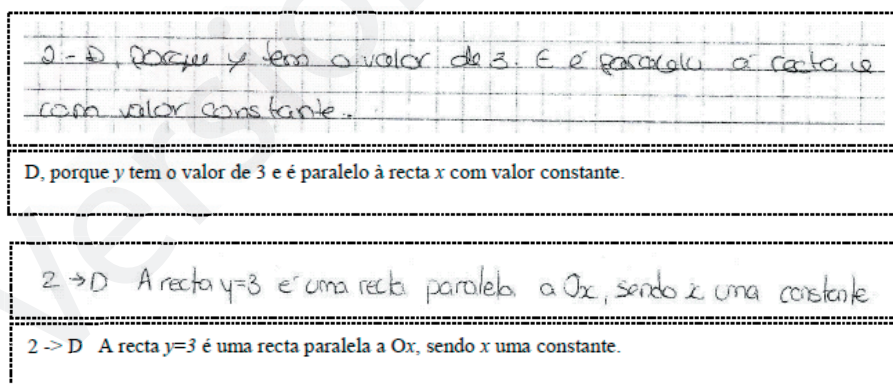 2-D, porque y tem o valor de 3. E é paralelo à recta x
com valor constante.
D, porque y tem o valor de 3 e é paralelo à recta x com valor constante.
2 → D A recta y=3 é uma recta paralela a Ox, sendo x uma constante
2 -> D A recta y=3 é uma recta paralela a Ox, sendo x uma constante.